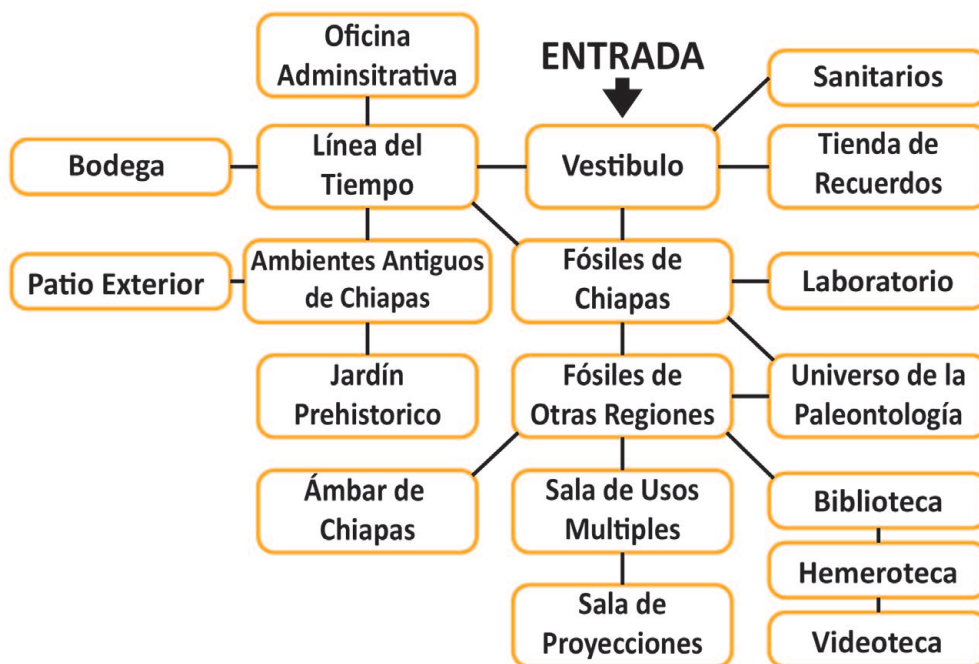 Oficina
Adminsitrativa
ENTRADA
Sanitarios
Bodega
Línea del
Tiempo
Vestíbulo
Tienda de
Recuerdos
Patio Exterior
Ambientes Antiguos
de Chiapas
Fósiles de
Chiapas
Laboratorio
Jardín
Prehistorico
Fósiles de
Otras Regiones
Universo de la
Paleontología
Ámbar de
Chiapas
Sala de Usos
Multiples
Biblioteca
Hemeroteca
Sala de
Proyecciones
Videoteca